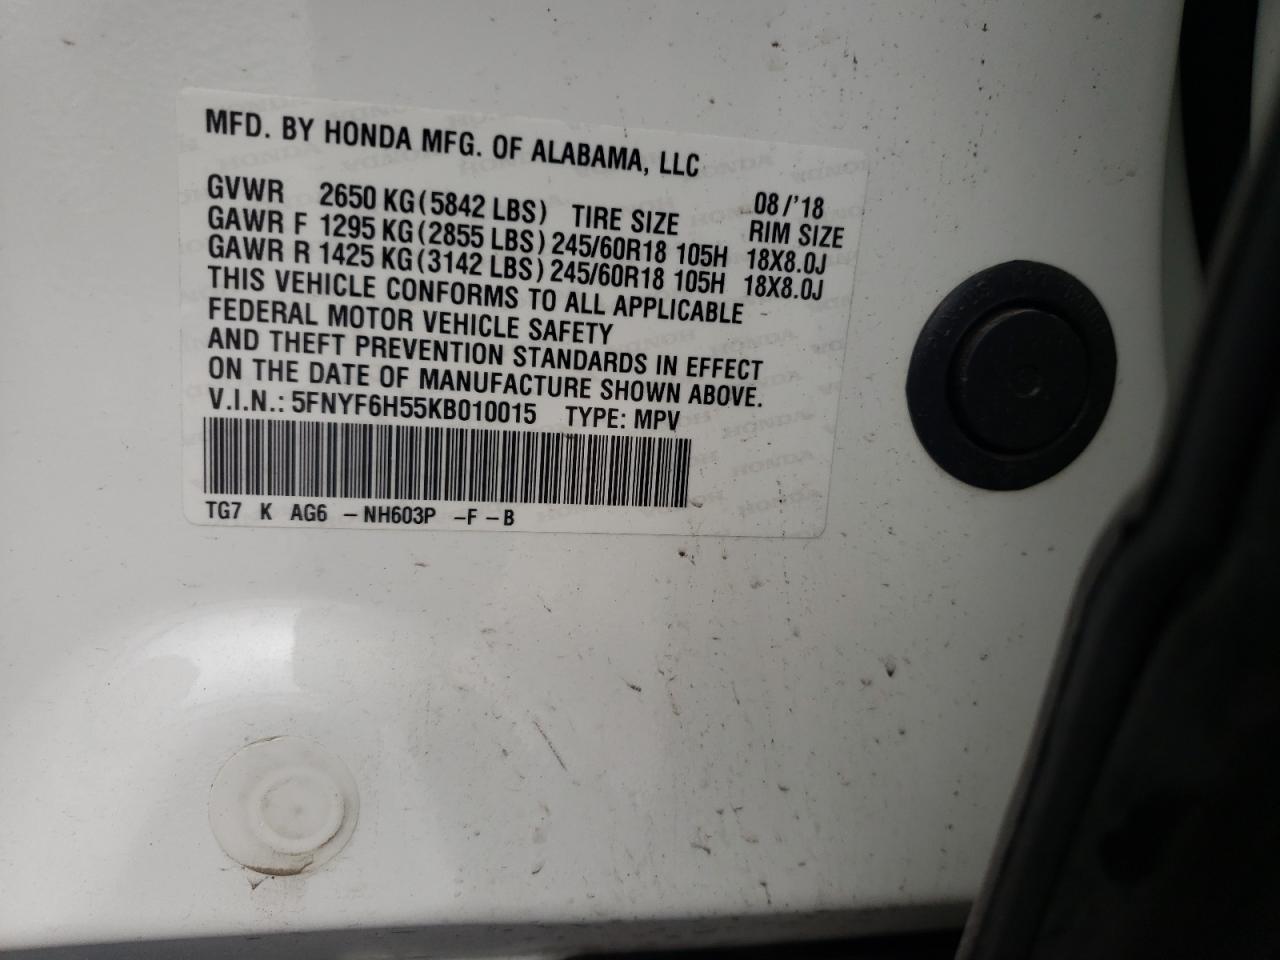 MFD. BY HONDA MFG. OF ALABAMA, LLC
08/'18
GVWR 2650 KG(5842 LBS) TIRE SIZE RIM SIZE
GAWR F 1295 KG(2855 LBS) 245/60R18 105H 18X8.0J
GAWR R 1425 KG(3142 LBS) 245/60R18 105H 18X8.0J
THIS VEHICLE CONFORMS TO ALL APPLICABLE
FEDERAL MOTOR VEHICLE SAFETY
AND THEFT PREVENTION STANDARDS IN EFFECT
ON THE DATE OF MANUFACTURE SHOWN ABOVE.
V.I.N.: 5FNYF6H55KB010015 TYPE: MPV
TG7 K AG6 -NH603P -F-B